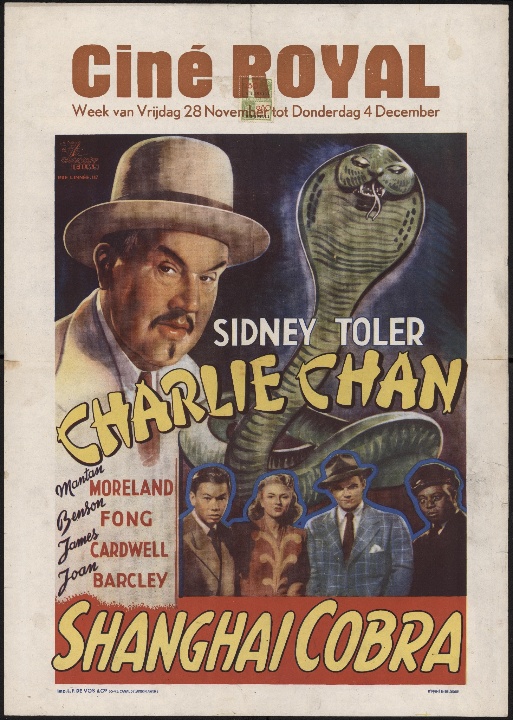 Ciné ROYAL
Week van Vrijdag 28 November tot Donderdag 4 December
SIDNEY TOLER
CHARLIE CHAN
Mantan MORELAND
Benson FONG
James CARDWELL
Joan BARCLEY
SHANGHAI COBRA